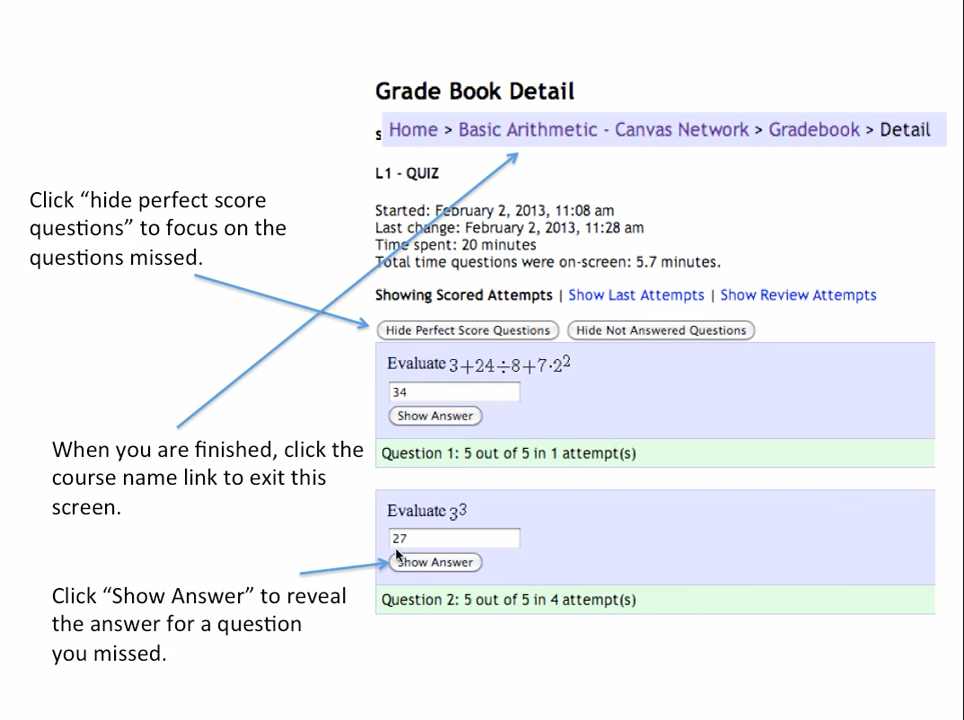 Grade Book Detail
Home > Basic Arithmetic - Canvas Network > Gradebook > Detail
L1 - QUIZ
Started: February 2, 2013, 11:08 am
Last change: February 2, 2013, 11:28 am
Time spent: 20 minutes
Total time questions were on-screen: 5.7 minutes.
Showing Scored Attempts | Show Last Attempts | Show Review Attempts
Hide Perfect Score Questions Hide Not Answered Questions
Evaluate 3+24÷8+7·2²
34
Show Answer
Question 1: 5 out of 5 in 1 attempt(s)
Evaluate 3³
27
Show Answer
Question 2: 5 out of 5 in 4 attempt(s)
Click “hide perfect score
questions” to focus on the
questions missed.
When you are finished, click the
course name link to exit this
screen.
Click “Show Answer” to reveal
the answer for a question
you missed.